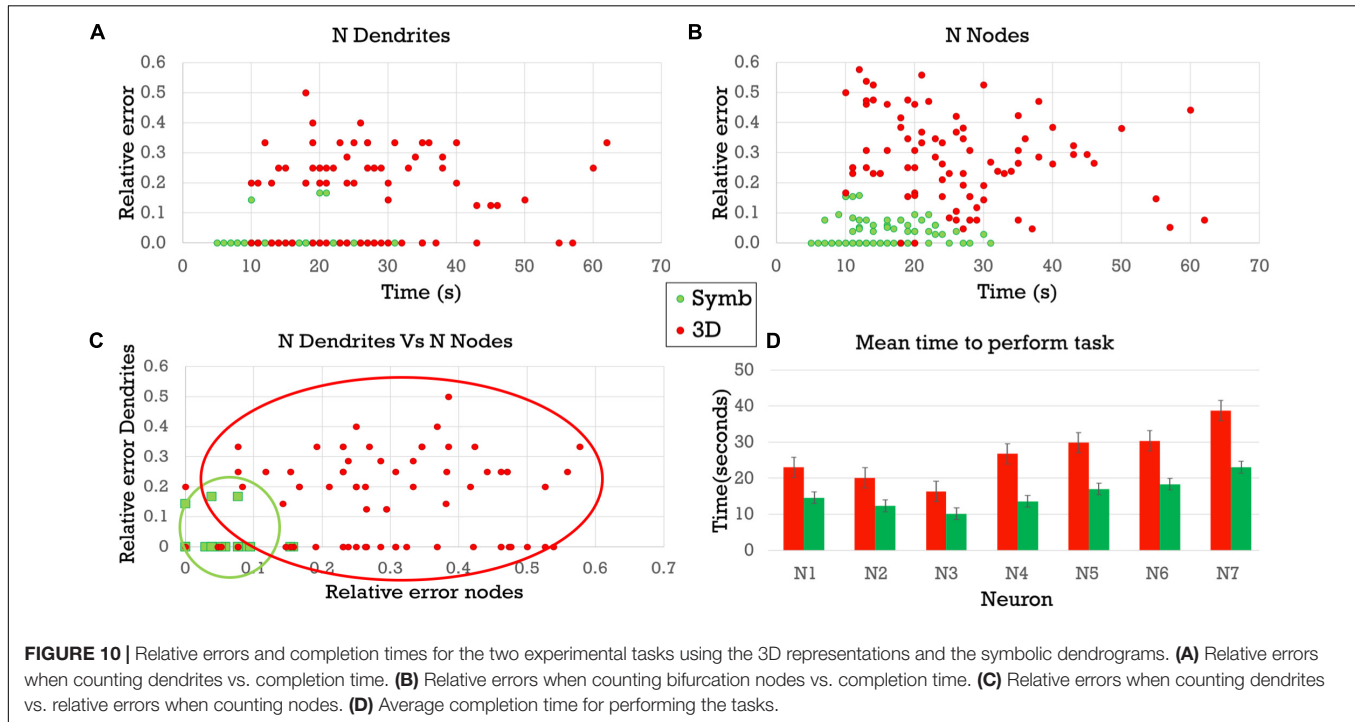 A
N Dendrites
Relative error
0.6
0.5
0.4
0.3
0.2
0.1
0.0
0 10 20 30 40 50 60 70
Time (s)
B
N Nodes
Relative error
0.6
0.5
0.4
0.3
0.2
0.1
0.0
0 10 20 30 40 50 60 70
Time (s)
Symb
3D
C
N Dendrites Vs N Nodes
Relative error Dendrites
0.6
0.5
0.4
0.3
0.2
0.1
0
0 0.1 0.2 0.3 0.4 0.5 0.6 0.7
Relative error nodes
D
Mean time to perform task
Time(seconds)
50
40
30
20
10
0
N1 N2 N3 N4 N5 N6 N7
Neuron
FIGURE 10 | Relative errors and completion times for the two experimental tasks using the 3D representations and the symbolic dendrograms. (A) Relative errors
when counting dendrites vs. completion time. (B) Relative errors when counting bifurcation nodes vs. completion time. (C) Relative errors when counting dendrites
vs. relative errors when counting nodes. (D) Average completion time for performing the tasks.